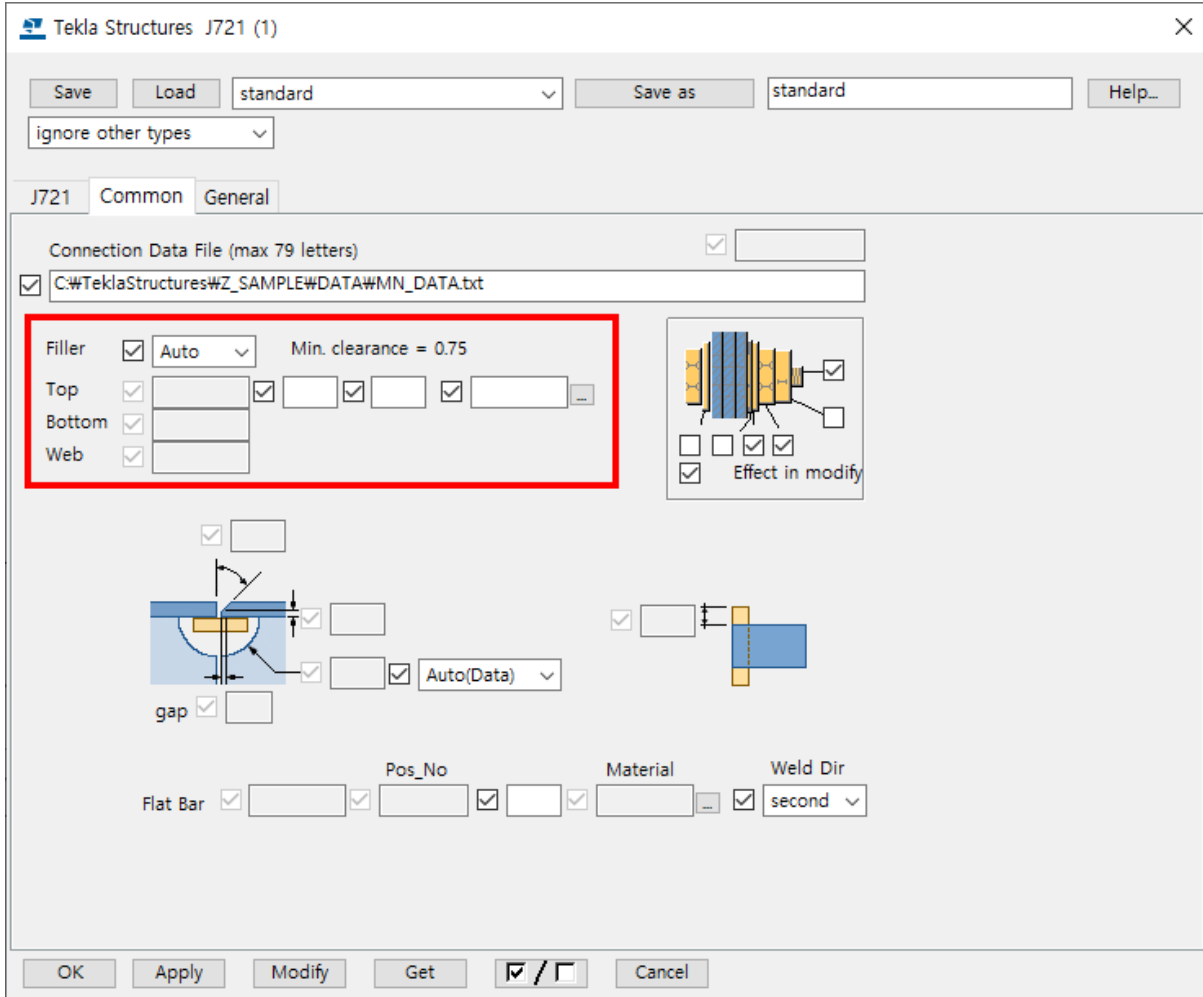 Tekla Structures J721 (1)
Save Load standard Save as standard Help...
ignore other types
J721 Common General
Connection Data File (max 79 letters)
C:₩TeklaStructures₩Z_SAMPLE₩DATA₩MN_DATA.txt
Filler Auto Min. clearance = 0.75
Top ...
Bottom
Web
Effect in modify
Auto(Data)
gap
Pos_No Material Weld Dir
Flat Bar ... second
OK Apply Modify Get / Cancel